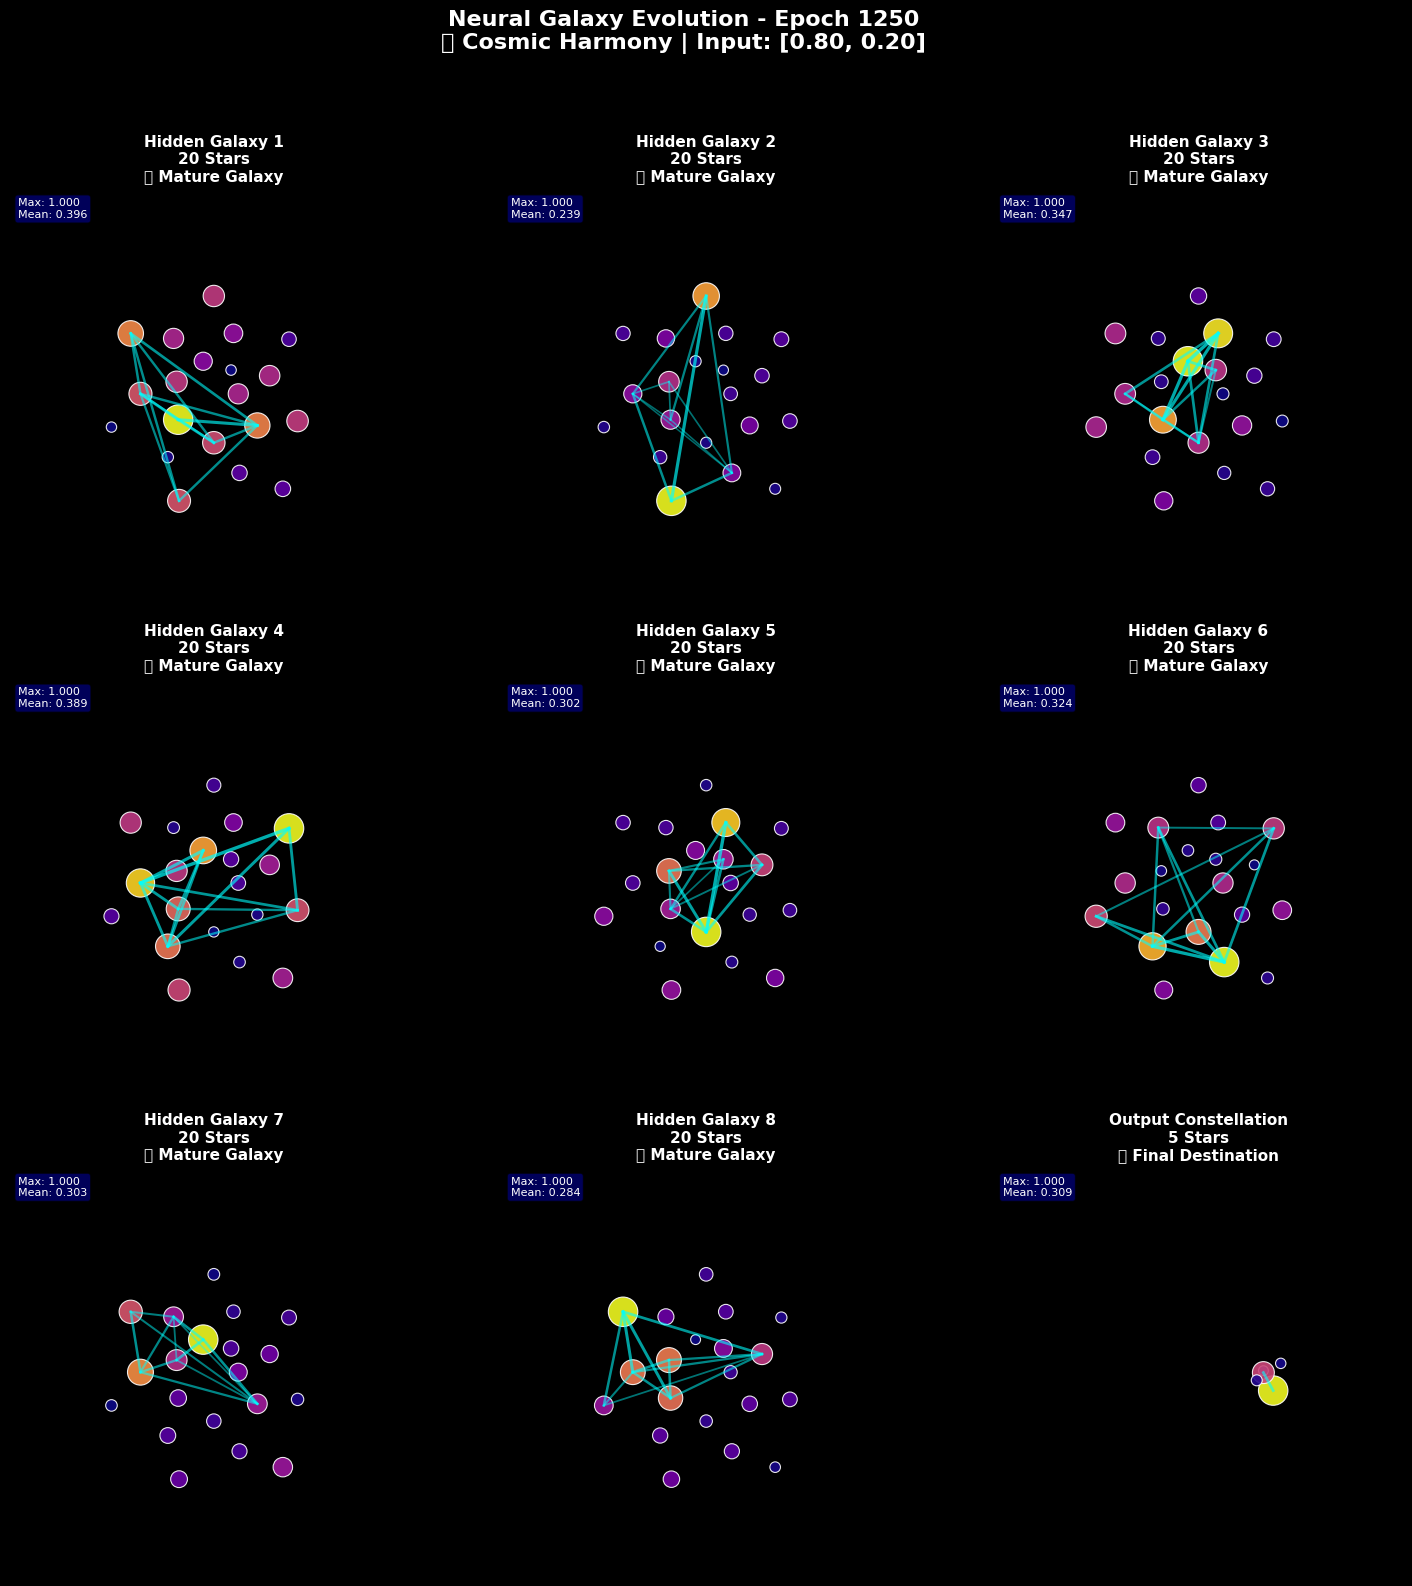 Neural Galaxy Evolution - Epoch 1250
▯ Cosmic Harmony | Input: [0.80, 0.20]
Hidden Galaxy 1
20 Stars
▯ Mature Galaxy
Max: 1.000
Mean: 0.396
Hidden Galaxy 2
20 Stars
▯ Mature Galaxy
Max: 1.000
Mean: 0.239
Hidden Galaxy 3
20 Stars
▯ Mature Galaxy
Max: 1.000
Mean: 0.347
Hidden Galaxy 4
20 Stars
▯ Mature Galaxy
Max: 1.000
Mean: 0.389
Hidden Galaxy 5
20 Stars
▯ Mature Galaxy
Max: 1.000
Mean: 0.302
Hidden Galaxy 6
20 Stars
▯ Mature Galaxy
Max: 1.000
Mean: 0.324
Hidden Galaxy 7
20 Stars
▯ Mature Galaxy
Max: 1.000
Mean: 0.303
Hidden Galaxy 8
20 Stars
▯ Mature Galaxy
Max: 1.000
Mean: 0.284
Output Constellation
5 Stars
▯ Final Destination
Max: 1.000
Mean: 0.309